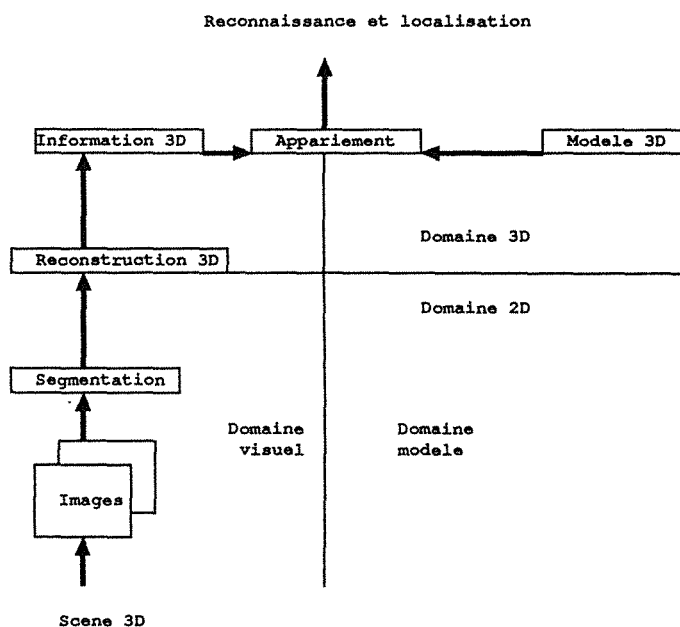 Reconnaissance et localisation
Information 3D
Appariement
Modele 3D
Domaine 3D
Reconstruction 3D
Domaine 2D
Segmentation
Domaine
visuel
Domaine
modele
Images
Scene 3D